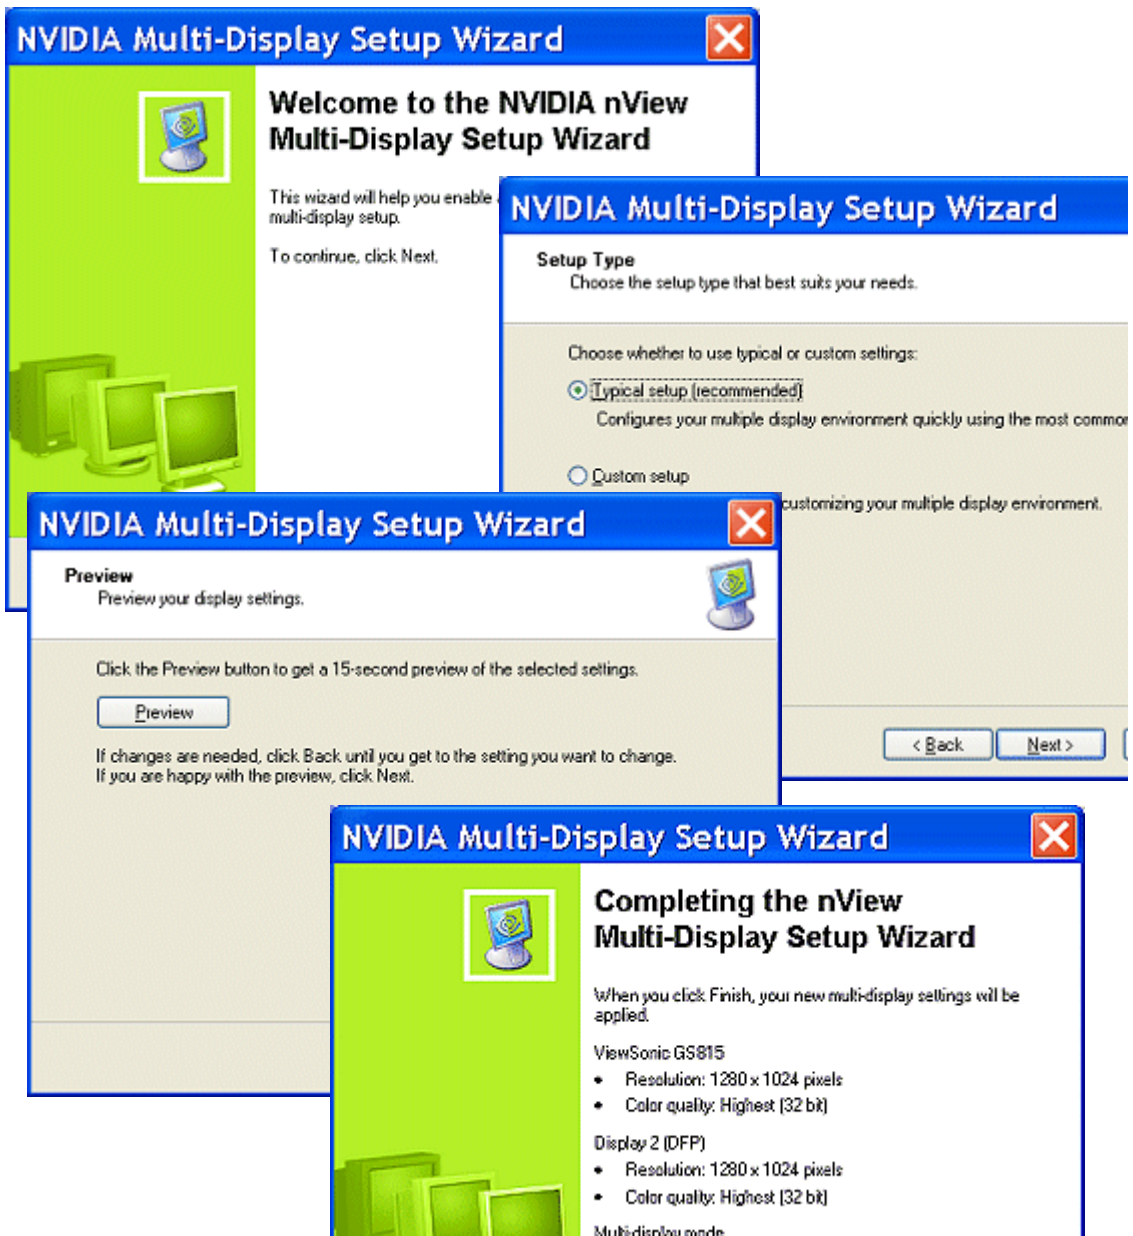 NVIDIA Multi-Display Setup Wizard
Welcome to the NVIDIA nView
Multi-Display Setup Wizard
This wizard will help you enable
multi-display setup.
To continue, click Next.
NVIDIA Multi-Display Setup Wizard
Setup Type
Choose the setup type that best suits your needs.
Choose whether to use typical or custom settings:
Typical setup (recommended)
Configures your multiple display environment quickly using the most common
Custom setup
customizing your multiple display environment.
< Back
Next >
NVIDIA Multi-Display Setup Wizard
Preview
Preview your display settings.
Click the Preview button to get a 15-second preview of the selected settings.
Preview
If changes are needed, click Back until you get to the setting you want to change.
If you are happy with the preview, click Next.
NVIDIA Multi-Display Setup Wizard
Completing the nView
Multi-Display Setup Wizard
When you click Finish, your new multi-display settings will be
applied.
ViewSonic GS815
• Resolution: 1280 x 1024 pixels
• Color quality: Highest (32 bit)
Display 2 (DFP)
• Resolution: 1280 x 1024 pixels
• Color quality: Highest (32 bit)
Multi-display mode